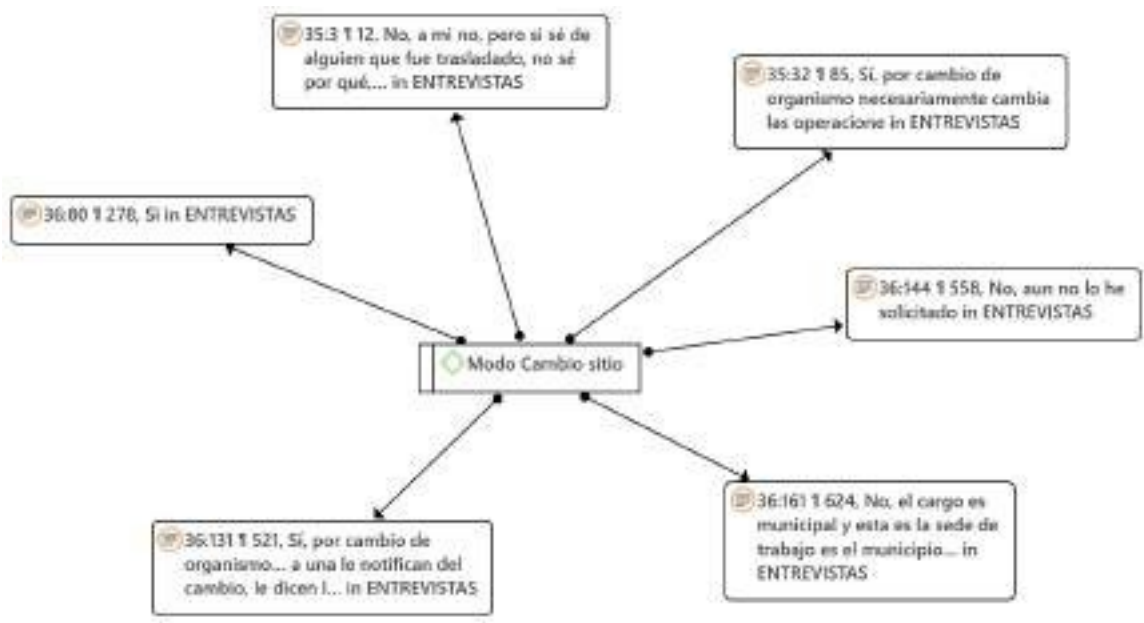 35:3 ¶ 12, No, a mi no, pero si sé de
alguien que fue trasladado, no sé
por qué,... in ENTREVISTAS
35:32 ¶ 85, Sí, por cambio de
organismo necesariamente cambia
las operacione in ENTREVISTAS
36:80 ¶ 278, Si in ENTREVISTAS
36:144 ¶ 558, No, aun no lo he
solicitado in ENTREVISTAS
Modo Cambio sitio
36:131 ¶ 521, Sí, por cambio de
organismo... a una le notifican del
cambio, le dicen l... in ENTREVISTAS
36:161 ¶ 624, No, el cargo es
municipal y esta es la sede de
trabajo es el municipio... in
ENTREVISTAS